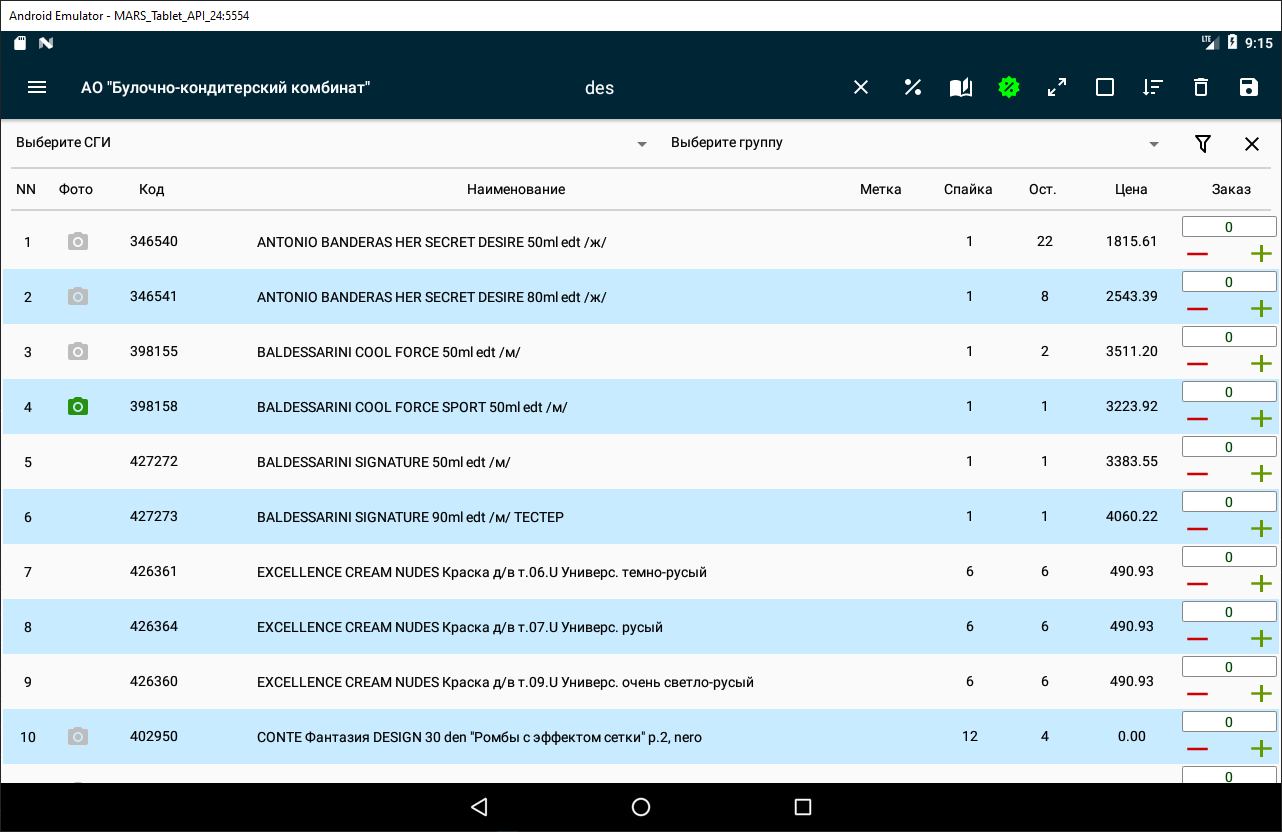 Android Emulator - MARS_Tablet_API_24:5554
LTE 9:15
АО "Булочно-кондитерский комбинат" des
Выберите СГИ Выберите группу
NN Фото Код Наименование Метка Спайка Ост. Цена Заказ
1 346540 ANTONIO BANDERAS HER SECRET DESIRE 50ml edt /ж/ 1 22 1815.61 0
2 346541 ANTONIO BANDERAS HER SECRET DESIRE 80ml edt /ж/ 1 8 2543.39 0
3 398155 BALDESSARINI COOL FORCE 50ml edt /м/ 1 2 3511.20 0
4 398158 BALDESSARINI COOL FORCE SPORT 50ml edt /м/ 1 1 3223.92 0
5 427272 BALDESSARINI SIGNATURE 50ml edt /м/ 1 1 3383.55 0
6 427273 BALDESSARINI SIGNATURE 90ml edt /м/ ТЕСТЕР 1 1 4060.22 0
7 426361 EXCELLENCE CREAM NUDES Краска д/в т.06.U Универс. темно-русый 6 6 490.93 0
8 426364 EXCELLENCE CREAM NUDES Краска д/в т.07.U Универс. русый 6 6 490.93 0
9 426360 EXCELLENCE CREAM NUDES Краска д/в т.09.U Универс. очень светло-русый 6 6 490.93 0
10 402950 CONTE Фантазия DESIGN 30 den "Ромбы с эффектом сетки" р.2, nero 12 4 0.00 0
0